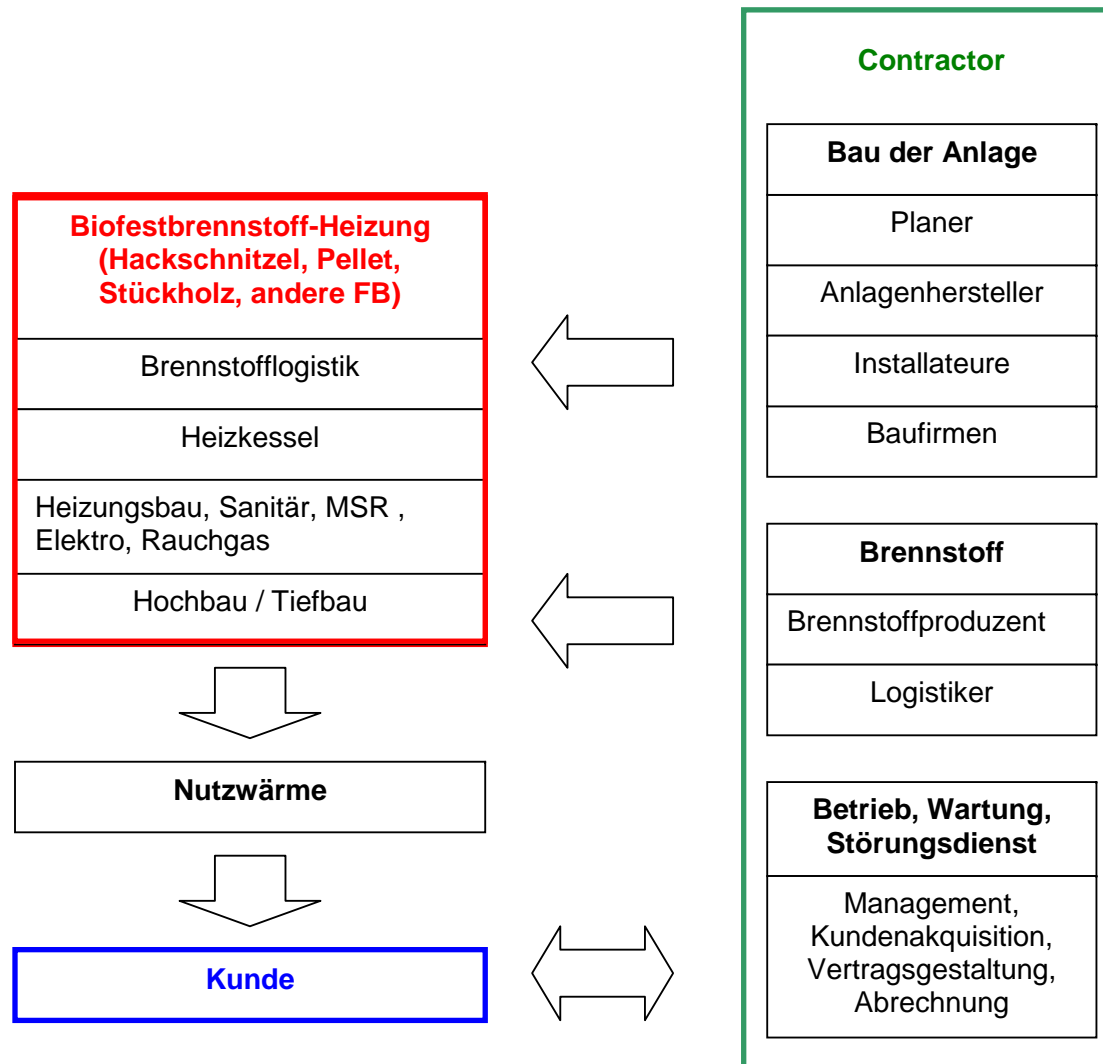 Contractor
Bau der Anlage
Planer
Anlagenhersteller
Installateure
Baufirmen
Biofestbrennstoff-Heizung
(Hackschnitzel, Pellet,
Stückholz, andere FB)
Brennstofflogistik
Heizkessel
Heizungsbau, Sanitär, MSR ,
Elektro, Rauchgas
Hochbau / Tiefbau
Brennstoff
Brennstoffproduzent
Logistiker
Nutzwärme
Betrieb, Wartung,
Störungsdienst
Management,
Kundenakquisition,
Vertragsgestaltung,
Abrechnung
Kunde